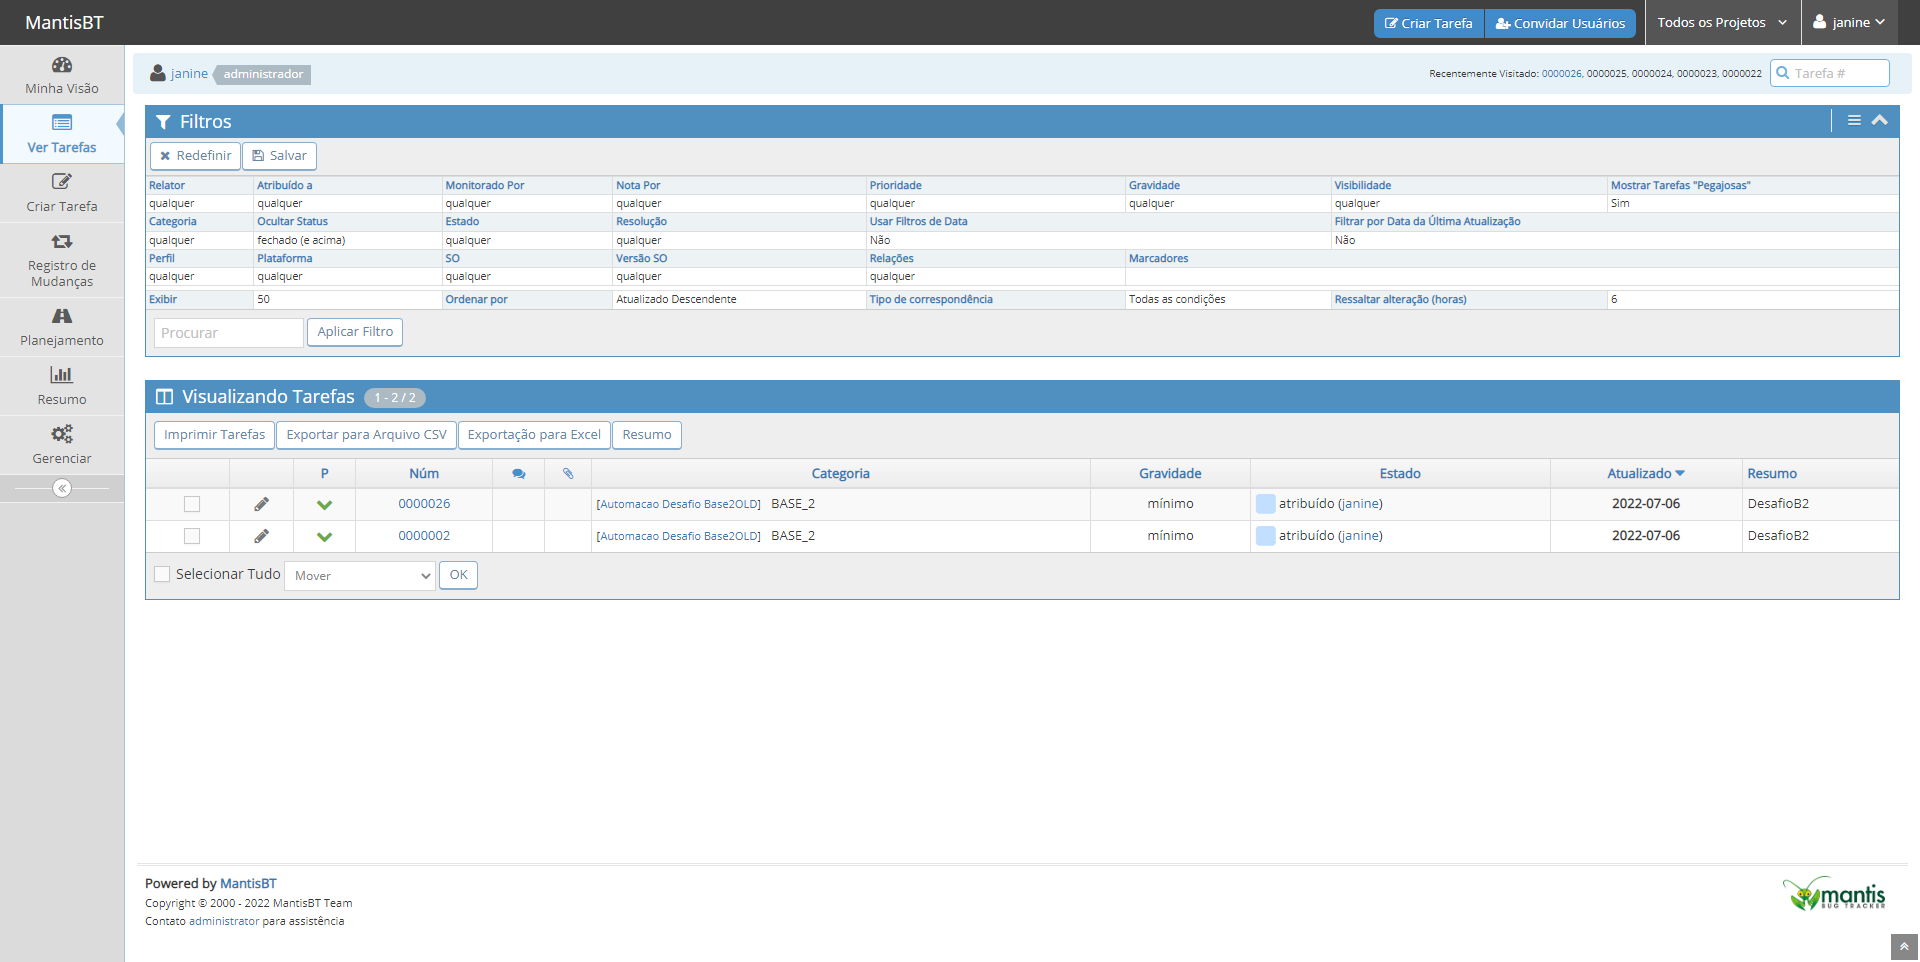 MantisBT
Criar Tarefa Convidar Usuários Todos os Projetos janine
Minha Visão
Ver Tarefas
Criar Tarefa
Registro de
Mudanças
Planejamento
Resumo
Gerenciar
janine administrador Recentemente Visitado: 0000026, 0000025, 0000024, 0000023, 0000022 Tarefa #
Filtros
Redefinir Salvar
Relator Atribuído a Monitorado Por Nota Por Prioridade Gravidade Visibilidade Mostrar Tarefas "Pegajosas"
qualquer qualquer qualquer qualquer qualquer qualquer qualquer Sim
Categoria Ocultar Status Estado Resolução Usar Filtros de Data Filtrar por Data da Última Atualização
qualquer fechado (e acima) qualquer qualquer Não Não
Perfil Plataforma SO Versão SO Relações Marcadores
qualquer qualquer qualquer qualquer qualquer
Exibir 50 Ordenar por Atualizado Descendente Tipo de correspondência Todas as condições Ressaltar alteração (horas) 6
Procurar Aplicar Filtro
Visualizando Tarefas 1 - 2 / 2
Imprimir Tarefas Exportar para Arquivo CSV Exportação para Excel Resumo
P Núm Categoria Gravidade Estado Atualizado Resumo
0000026 [Automacao Desafio Base2OLD] BASE_2 mínimo atribuído (janine) 2022-07-06 DesafioB2
0000002 [Automacao Desafio Base2OLD] BASE_2 mínimo atribuído (janine) 2022-07-06 DesafioB2
Selecionar Tudo Mover OK
Powered by MantisBT
Copyright © 2000 - 2022 MantisBT Team
Contato administrator para assistência
mantis
BUG TRACKER